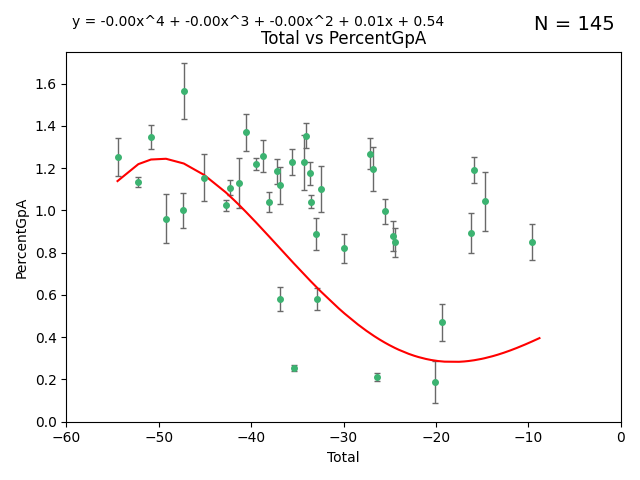 y = -0.00x^4 + -0.00x^3 + -0.00x^2 + 0.01x + 0.54
N = 145
Total vs PercentGpA
PercentGpA
1.6
1.4
1.2
1.0
0.8
0.6
0.4
0.2
0.0
−60 −50 −40 −30 −20 −10 0
Total